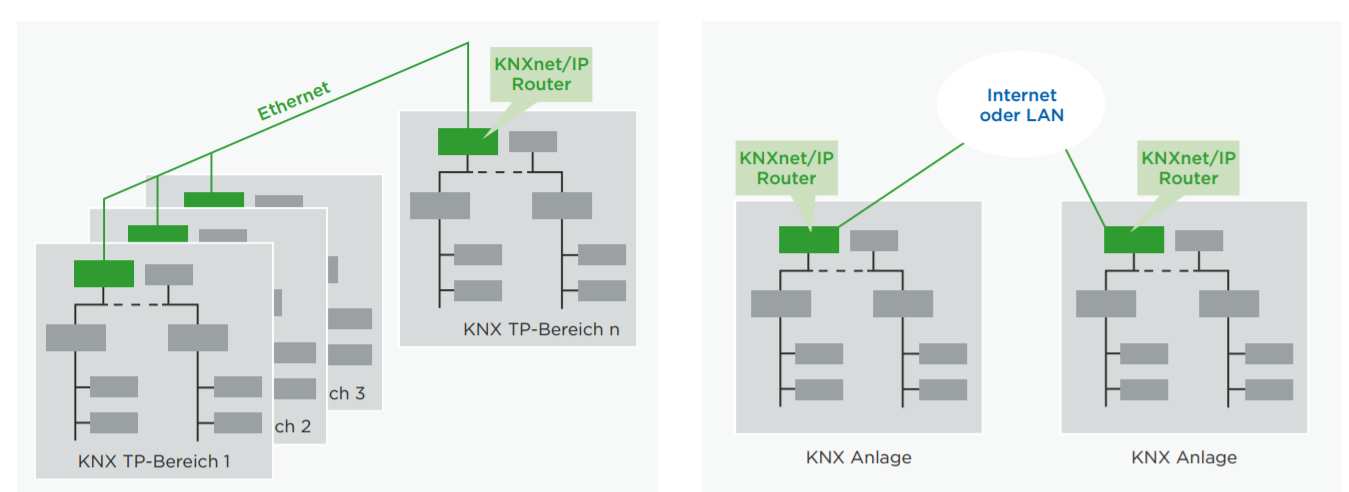 KNXnet/IP
Router
Ethernet
KNX TP-Bereich n
ch 3
ch 2
KNX TP-Bereich 1
Internet
oder LAN
KNXnet/IP
Router
KNXnet/IP
Router
KNX Anlage
KNX Anlage